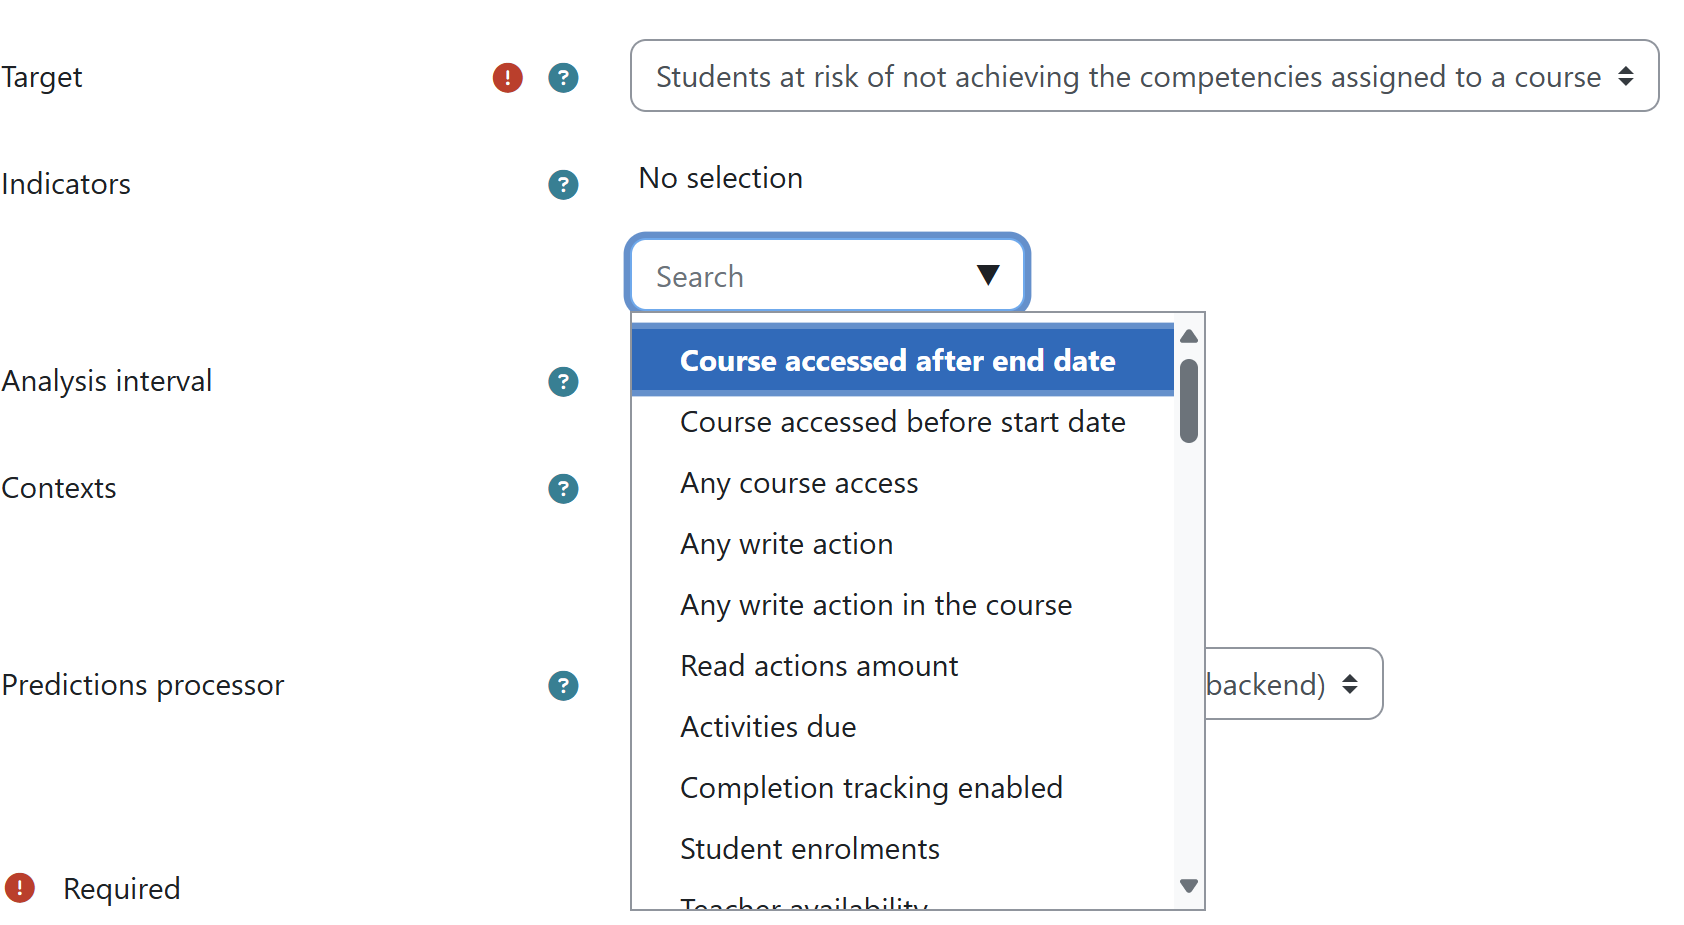 Target
Students at risk of not achieving the competencies assigned to a course
Indicators
No selection
Search
Course accessed after end date
Course accessed before start date
Any course access
Any write action
Any write action in the course
Read actions amount
Activities due
Completion tracking enabled
Student enrolments
Teacher availability
Analysis interval
Contexts
Predictions processor
backend)
Required